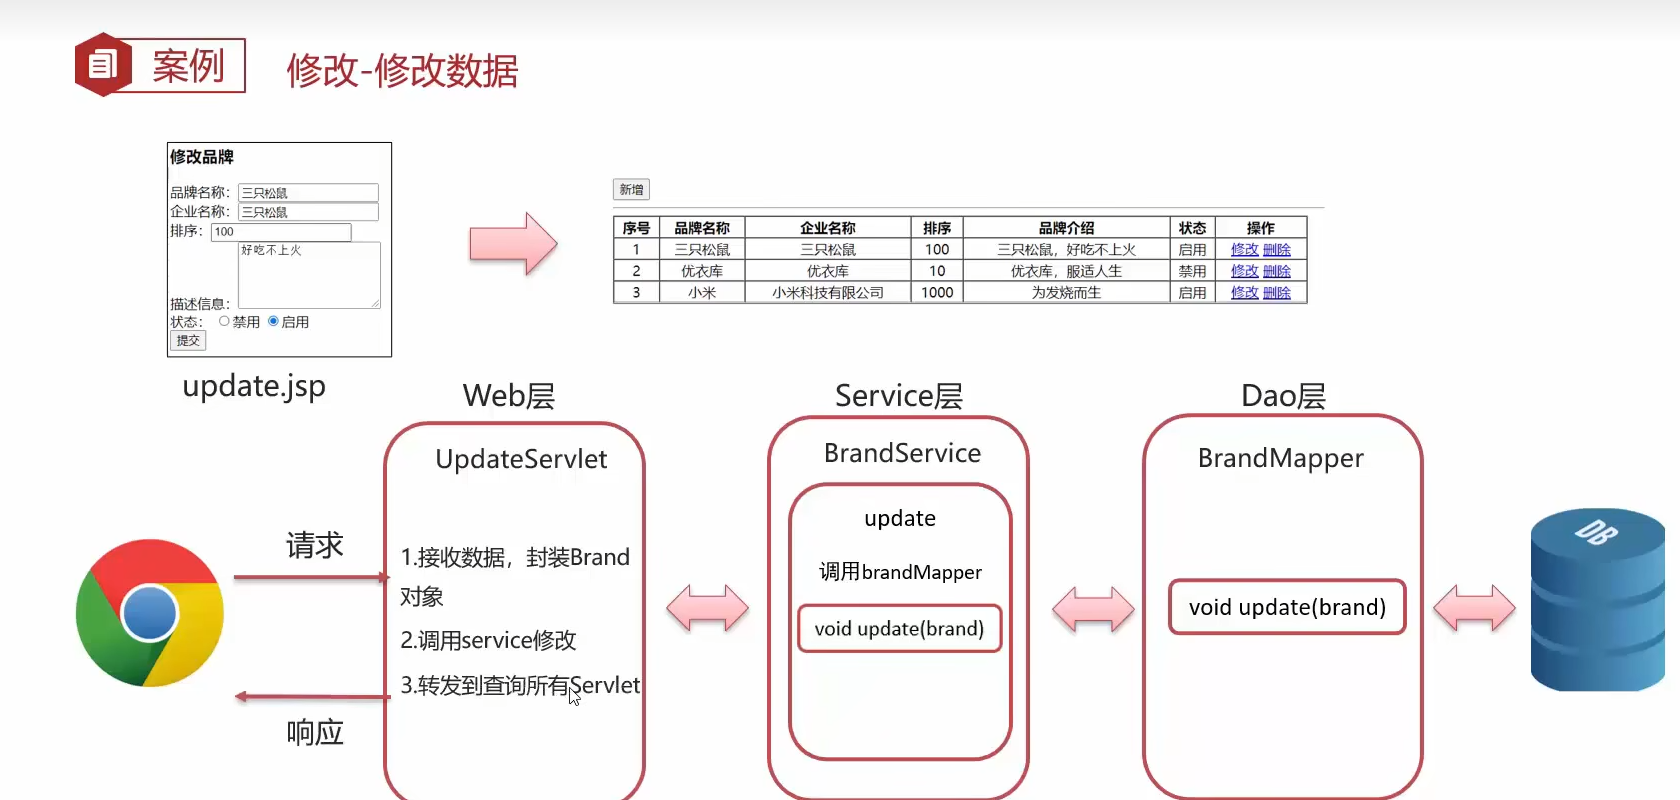 案例
修改-修改数据
修改品牌
品牌名称： 三只松鼠
企业名称： 三只松鼠
排序： 100
好吃不上火
描述信息：
状态： 禁用 启用
提交
update.jsp
新增
序号 品牌名称 企业名称 排序 品牌介绍 状态 操作
1 三只松鼠 三只松鼠 100 三只松鼠，好吃不上火 启用 修改 删除
2 优衣库 优衣库 10 优衣库，服适人生 禁用 修改 删除
3 小米 小米科技有限公司 1000 为发烧而生 启用 修改 删除
请求
响应
Web层
UpdateServlet
1.接收数据，封装Brand
对象
2.调用service修改
3.转发到查询所有Servlet
Service层
BrandService
update
调用brandMapper
void update(brand)
Dao层
BrandMapper
void update(brand)
DB